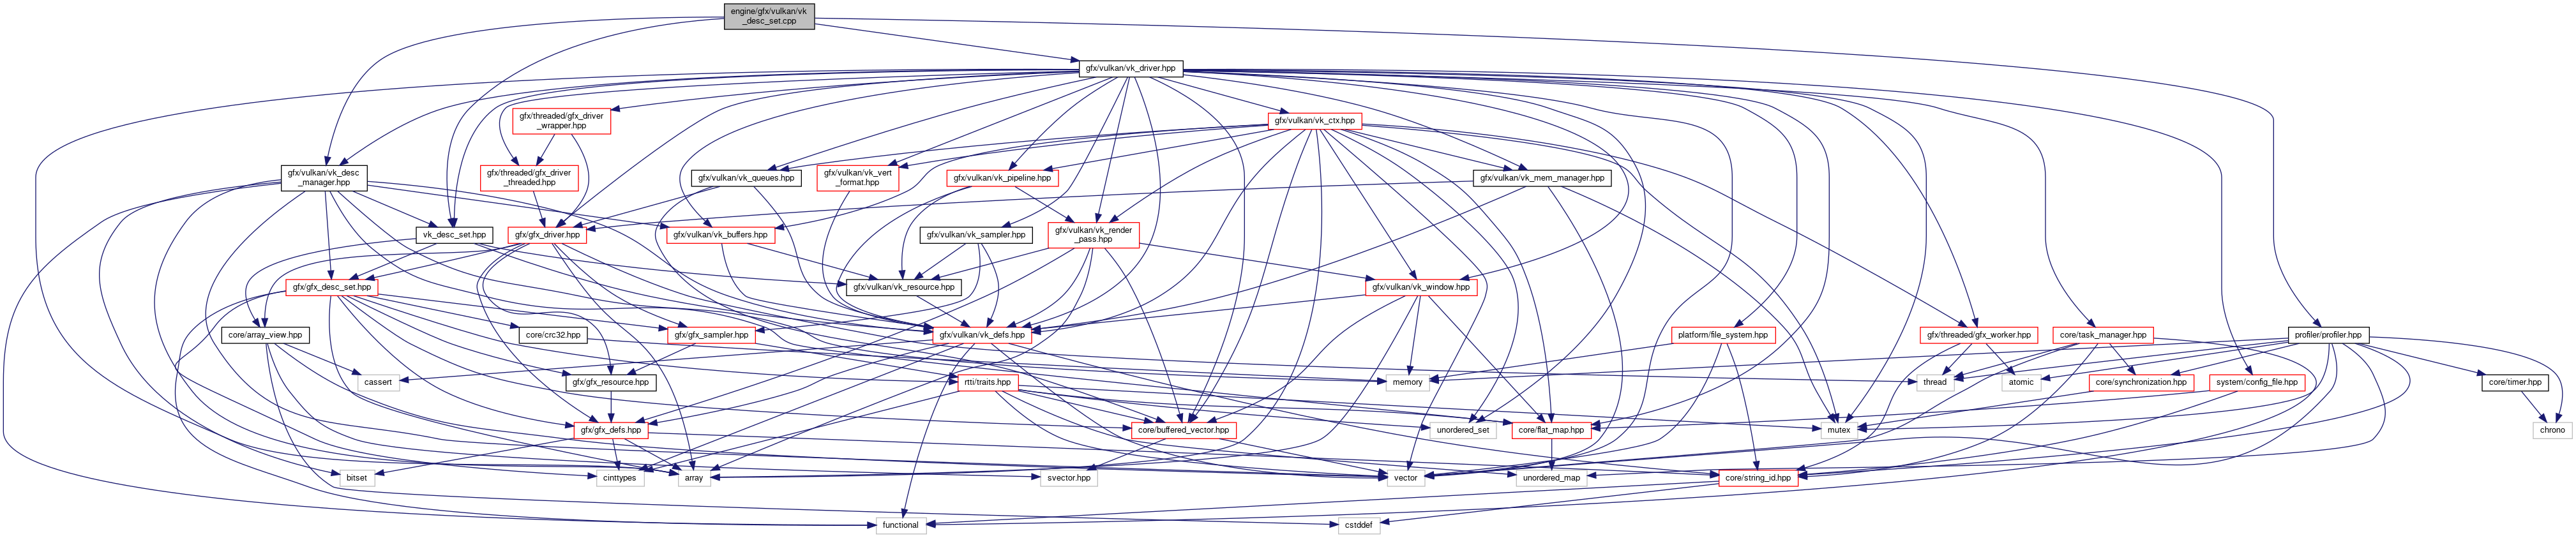 engine/gfx/vulkan/vk
_desc_set.cpp
gfx/vulkan/vk_driver.hpp
gfx/threaded/gfx_driver
_wrapper.hpp
gfx/vulkan/vk_ctx.hpp
gfx/vulkan/vk_desc
_manager.hpp
gfx/threaded/gfx_driver
_threaded.hpp
gfx/vulkan/vk_queues.hpp
gfx/vulkan/vk_vert
_format.hpp
gfx/vulkan/vk_pipeline.hpp
gfx/vulkan/vk_mem_manager.hpp
vk_desc_set.hpp
gfx/gfx_driver.hpp
gfx/vulkan/vk_buffers.hpp
gfx/vulkan/vk_sampler.hpp
gfx/vulkan/vk_render
_pass.hpp
gfx/gfx_desc_set.hpp
gfx/vulkan/vk_resource.hpp
gfx/vulkan/vk_window.hpp
core/array_view.hpp
core/crc32.hpp
gfx/gfx_sampler.hpp
gfx/vulkan/vk_defs.hpp
platform/file_system.hpp
gfx/threaded/gfx_worker.hpp
core/task_manager.hpp
profiler/profiler.hpp
cassert
gfx/gfx_resource.hpp
rtti/traits.hpp
memory
thread
atomic
core/synchronization.hpp
system/config_file.hpp
core/timer.hpp
gfx/gfx_defs.hpp
core/buffered_vector.hpp
unordered_set
core/flat_map.hpp
mutex
chrono
bitset
cinttypes
array
svector.hpp
vector
unordered_map
core/string_id.hpp
functional
cstddef